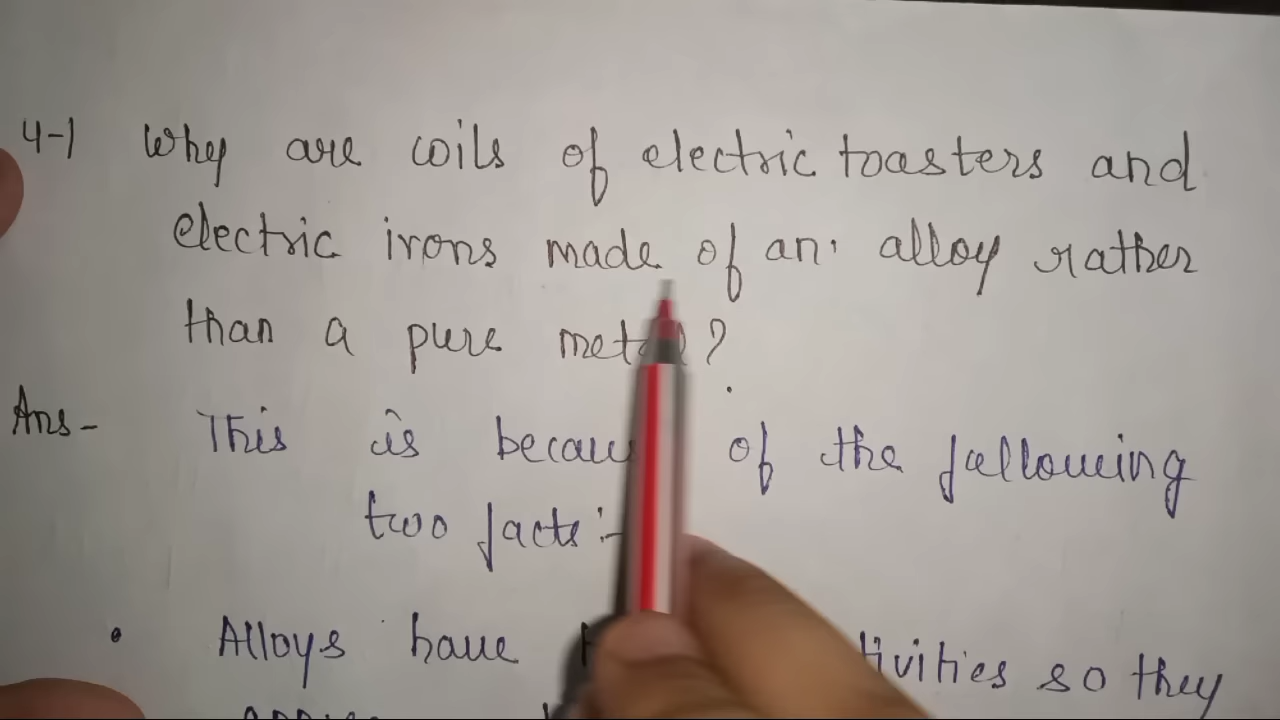 4-1 Why are coils of electric toasters and
electric irons made of an alloy rather
than a pure metal?
Ans- This is of the following
two facts:-
• Alloys have so they